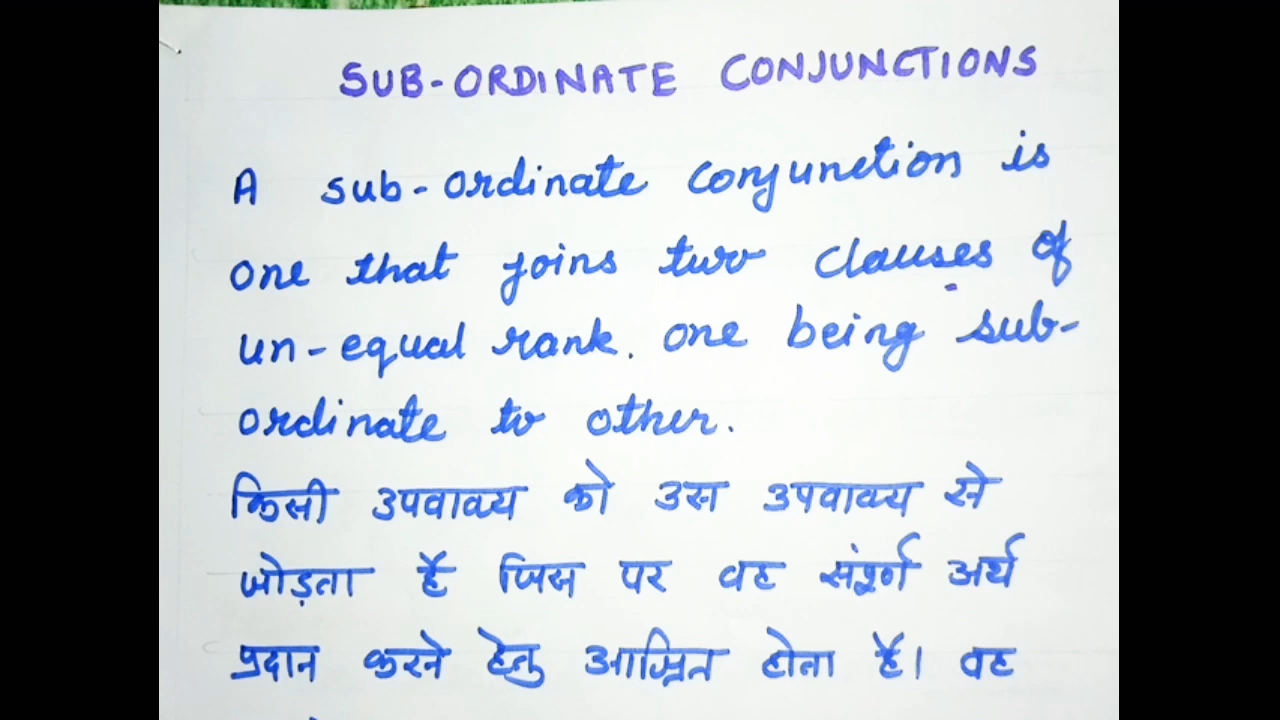 SUB-ORDINATE CONJUNCTIONS
A sub-ordinate conjunction is
one that joins two clauses of
un-equal rank. one being sub-
ordinate to other.
किसी उपवाक्य को उस उपवाक्य से
जोड़ता है जिस पर वह संपूर्ण अर्थ
प्रदान करने हेतु आश्रित होता है। वह